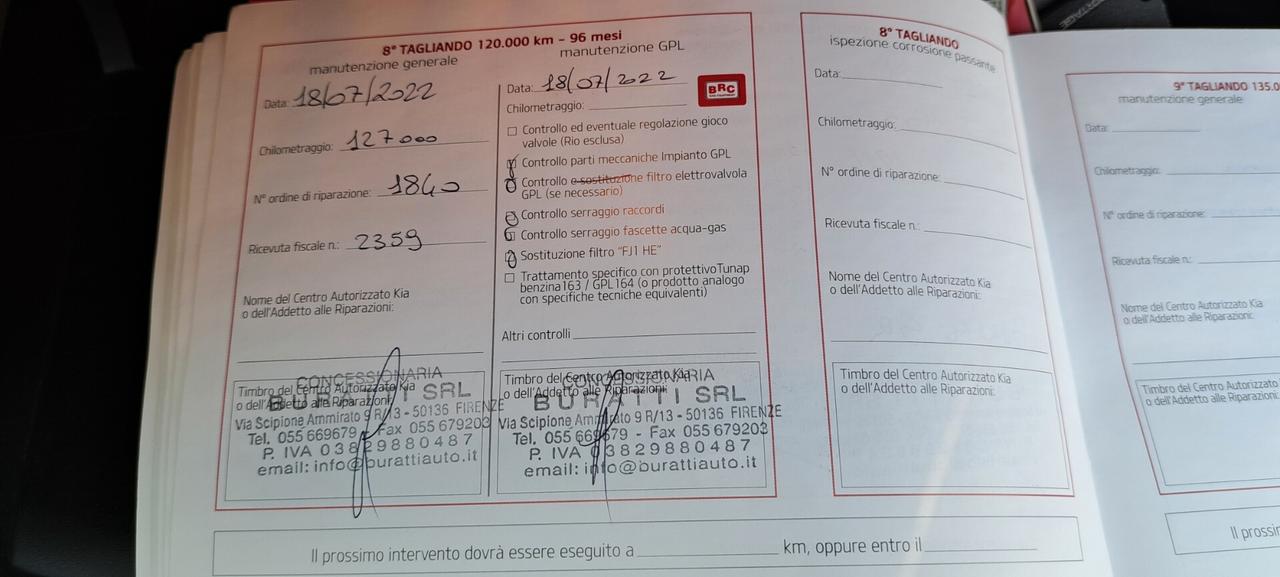 8° TAGLIANDO 120.000 km - 96 mesi
manutenzione generale
Data: 18/07/2022
Chilometraggio: 127000
N° ordine di riparazione: 1840
Ricevuta fiscale n.: 2359
Nome del Centro Autorizzato Kia
o dell'Addetto alle Riparazioni:
Timbro del Centro Autorizzato Kia
o dell'Addetto alle Riparazioni:
CONCESSIONARIA
BURATTI SRL
Via Scipione Ammirato 9 R/13 - 50136 FIRENZE
Tel. 055 669679 - Fax 055 679203
P. IVA 03829880487
email: info@burattiauto.it
manutenzione GPL
Data: 18/07/2022
BRC
Chilometraggio:
Controllo ed eventuale regolazione gioco
valvole (Rio esclusa)
Controllo parti meccaniche Impianto GPL
Controllo e sostituzione filtro elettrovalvola
GPL (se necessario)
Controllo serraggio raccordi
Controllo serraggio fascette acqua-gas
Sostituzione filtro "FJ1 HE"
Trattamento specifico con protettivo Tunap
benzina 163 / GPL 164 (o prodotto analogo
con specifiche tecniche equivalenti)
Altri controlli
Timbro del Centro Autorizzato Kia
o dell'Addetto alle Riparazioni:
CONCESSIONARIA
BURATTI SRL
Via Scipione Ammirato 9 R/13 - 50136 FIRENZE
Tel. 055 669679 - Fax 055 679203
P. IVA 03829880487
email: info@burattiauto.it
Il prossimo intervento dovrà essere eseguito a km, oppure entro il
8° TAGLIANDO
ispezione corrosione passante
Data:
Chilometraggio:
N° ordine di riparazione:
Ricevuta fiscale n.:
Nome del Centro Autorizzato Kia
o dell'Addetto alle Riparazioni:
Timbro del Centro Autorizzato Kia
o dell'Addetto alle Riparazioni:
9° TAGLIANDO 135.0
manutenzione generale
Data:
Chilometraggio:
N° ordine di riparazione:
Ricevuta fiscale n.:
Nome del Centro Autorizzato Kia
o dell'Addetto alle Riparazioni:
Timbro del Centro Autorizzato
o dell'Addetto alle Riparazioni:
Il prossim